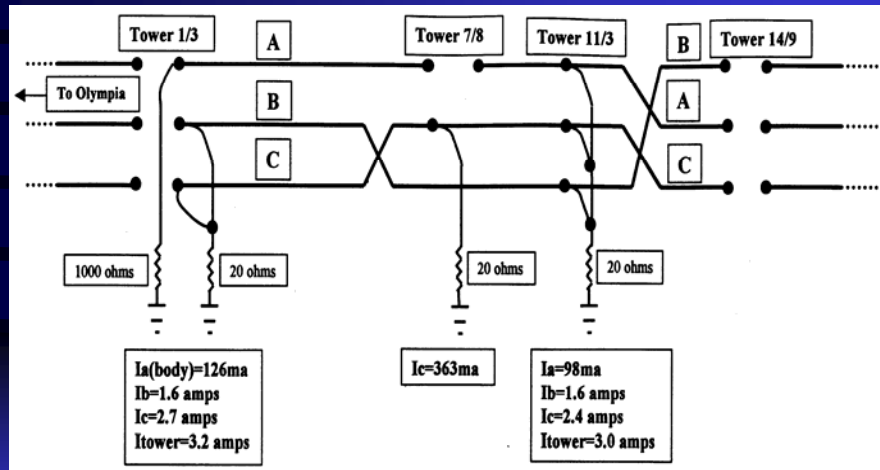 Tower 1/3
A
Tower 7/8
Tower 11/3
B
Tower 14/9
To Olympia
B
A
C
C
1000 ohms
20 ohms
20 ohms
20 ohms
Ia(body)=126ma
Ib=1.6 amps
Ic=2.7 amps
Itower=3.2 amps
Ic=363ma
Ia=98ma
Ib=1.6 amps
Ic=2.4 amps
Itower=3.0 amps